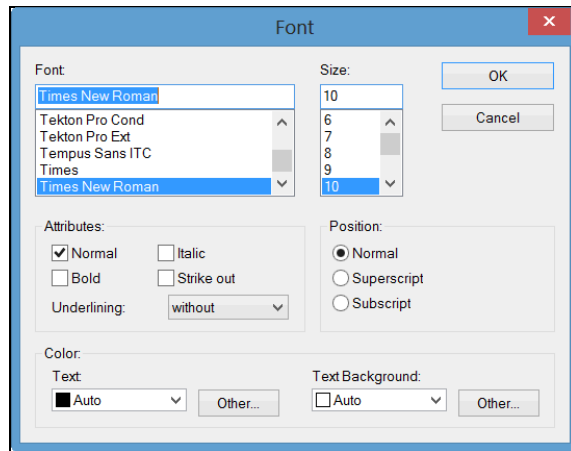 Font
Font:
Size:
Times New Roman
10
OK
Tekton Pro Cond
Tekton Pro Ext
Tempus Sans ITC
Times
Times New Roman
6
7
8
9
10
Cancel
Attributes:
Normal
Italic
Bold
Strike out
Underlining:
without
Position:
Normal
Superscript
Subscript
Color:
Text:
Auto
Other...
Text Background:
Auto
Other...